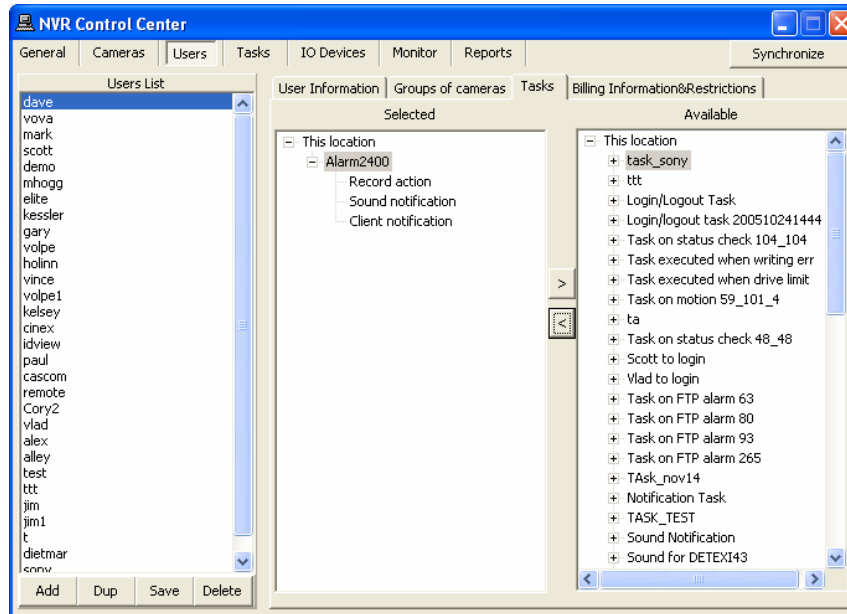 NVR Control Center
General Cameras Users Tasks IO Devices Monitor Reports Synchronize
Users List
dave
vova
mark
scott
demo
mhogg
elite
kessler
gary
volpe
holinn
vince
volpe1
kelsey
cinex
idview
paul
cascom
remote
Cory2
vlad
alex
alley
test
ttt
jim
jim1
t
dietmar
sony
Add Dup Save Delete
User Information Groups of cameras Tasks Billing Information&Restrictions
Selected
This location
Alarm2400
Record action
Sound notification
Client notification
>
<
Available
This location
task_sony
ttt
Login/Logout Task
Login/logout task 200510241444
Task on status check 104_104
Task executed when writing err
Task executed when drive limit
Task on motion 59_101_4
ta
Task on status check 48_48
Scott to login
Vlad to login
Task on FTP alarm 63
Task on FTP alarm 80
Task on FTP alarm 93
Task on FTP alarm 265
TAsk_nov14
Notification Task
TASK_TEST
Sound Notification
Sound for DETEXI43